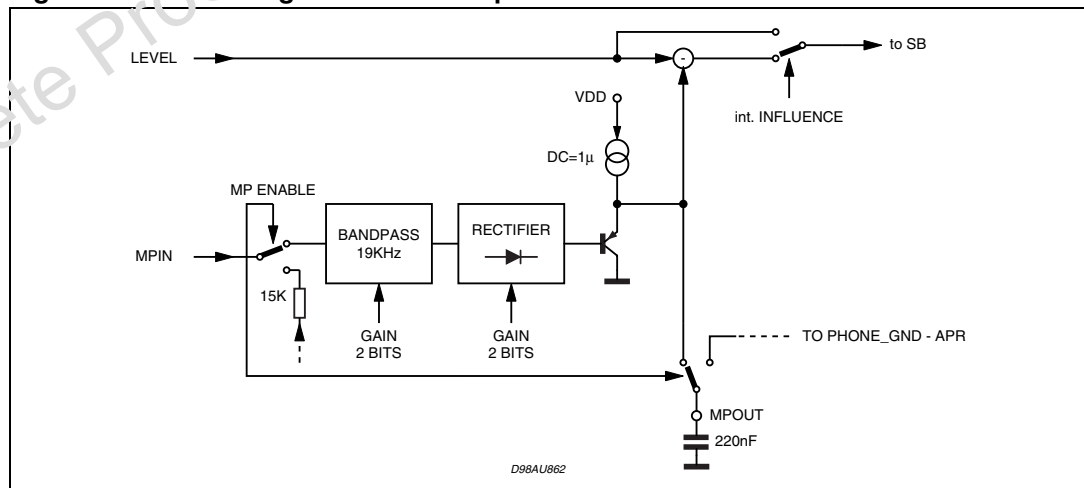 LEVEL
to SB
-
VDD
int. INFLUENCE
DC=1µ
MP ENABLE
BANDPASS
19KHz
RECTIFIER
MPIN
15K
GAIN
2 BITS
GAIN
2 BITS
TO PHONE_GND - APR
MPOUT
220nF
D98AU862